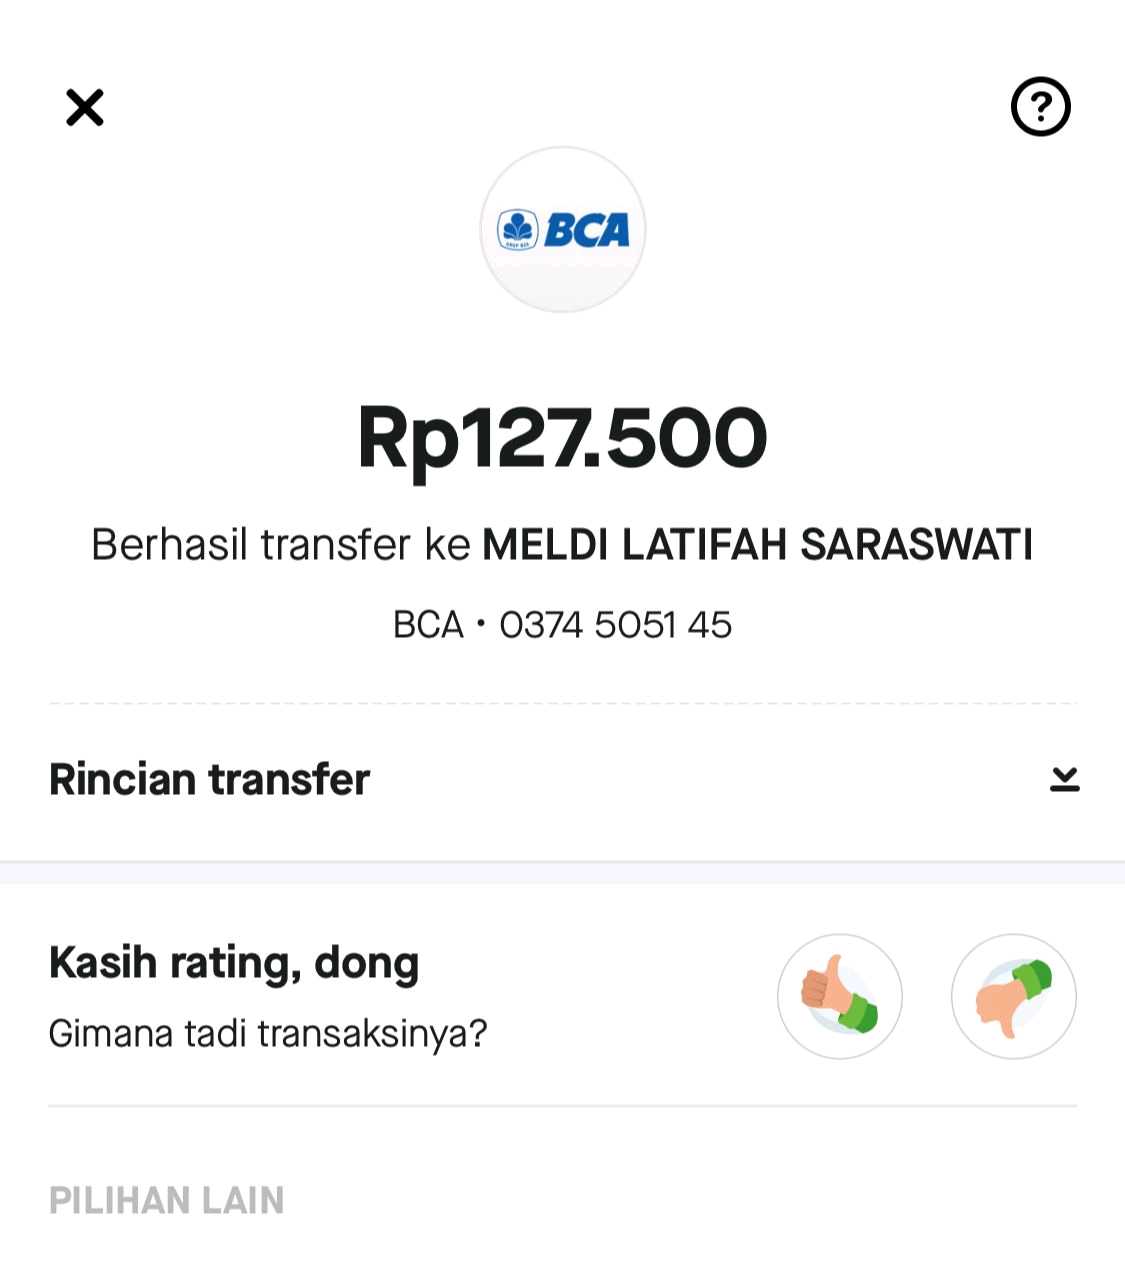 BCA
Rp127.500
Berhasil transfer ke MELDI LATIFAH SARASWATI
BCA • 0374 5051 45
Rincian transfer
Kasih rating, dong
Gimana tadi transaksinya?
PILIHAN LAIN